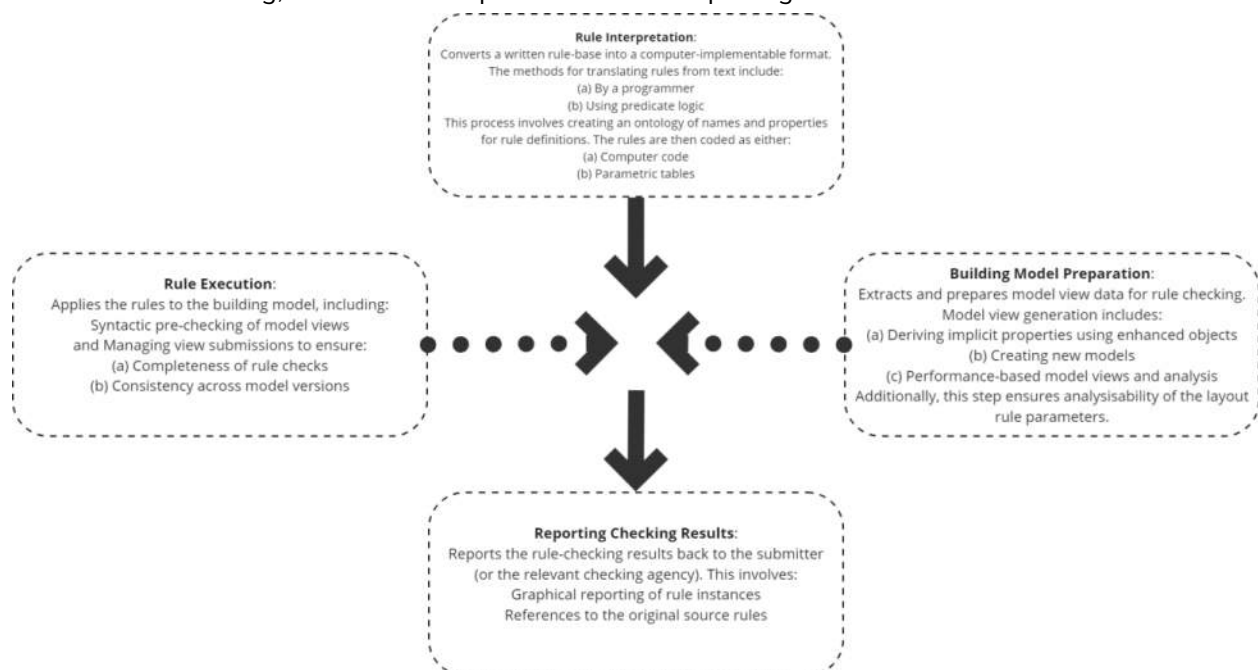 Rule Interpretation:
Converts a written rule-base into a computer-implementable format.
The methods for translating rules from text include:
(a) By a programmer
(b) Using predicate logic
This process involves creating an ontology of names and properties
for rule definitions. The rules are then coded as either:
(a) Computer code
(b) Parametric tables
Rule Execution:
Applies the rules to the building model, including:
Syntactic pre-checking of model views
and Managing view submissions to ensure:
(a) Completeness of rule checks
(b) Consistency across model versions
Building Model Preparation:
Extracts and prepares model view data for rule checking.
Model view generation includes:
(a) Deriving implicit properties using enhanced objects
(b) Creating new models
(c) Performance-based model views and analysis
Additionally, this step ensures analysisability of the layout
rule parameters.
Reporting Checking Results:
Reports the rule-checking results back to the submitter
(or the relevant checking agency). This involves:
Graphical reporting of rule instances
References to the original source rules